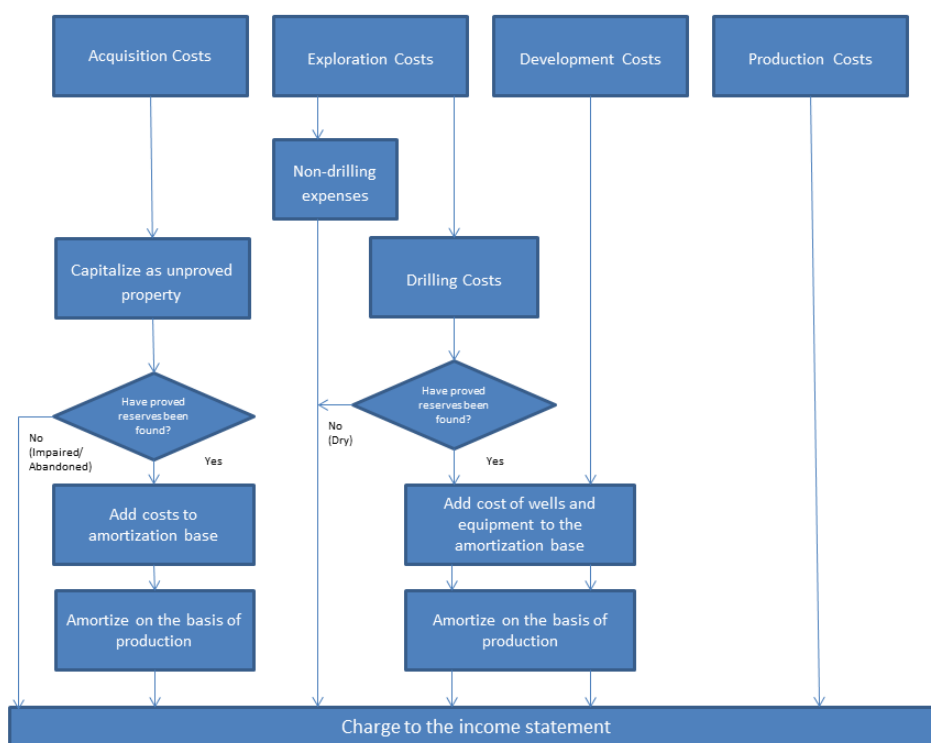 Acquisition Costs
Exploration Costs
Development Costs
Production Costs
Non-drilling
expenses
Capitalize as unproved
property
Drilling Costs
Have proved
reserves been
found?
Have proved
reserves been
found?
No
(Impaired/
Abandoned)
Yes
No
(Dry)
Yes
Add costs to
amortization base
Add cost of wells and
equipment to the
amortization base
Amortize on the basis of
production
Amortize on the basis of
production
Charge to the income statement